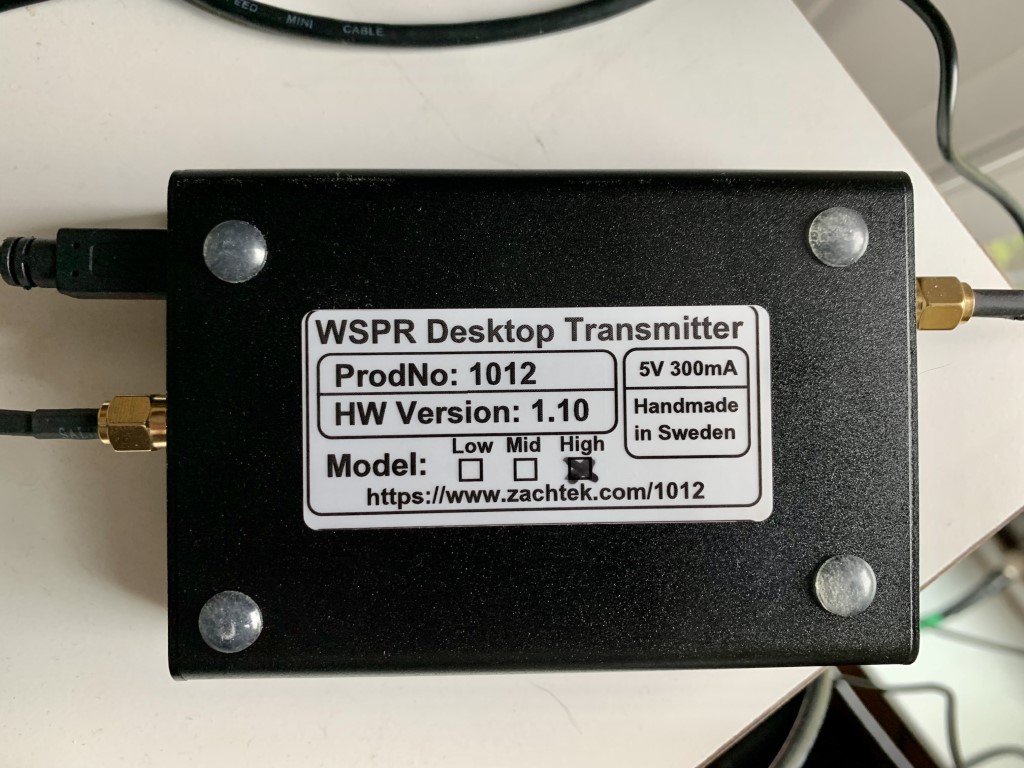 EED MINI CABLE
WSPR Desktop Transmitter
ProdNo: 1012
5V 300mA
HW Version: 1.10
Handmade
in Sweden
Low Mid High
Model:
https://www.zachtek.com/1012